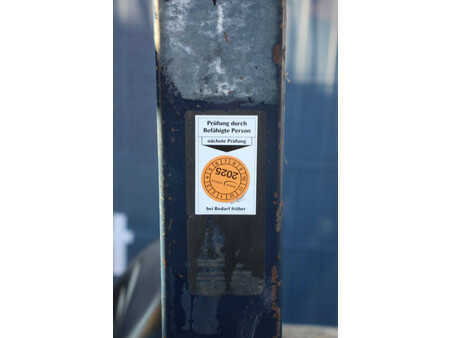 Prüfung durch
Befähigte Person
nächste Prüfung
2025
bei Bedarf früher